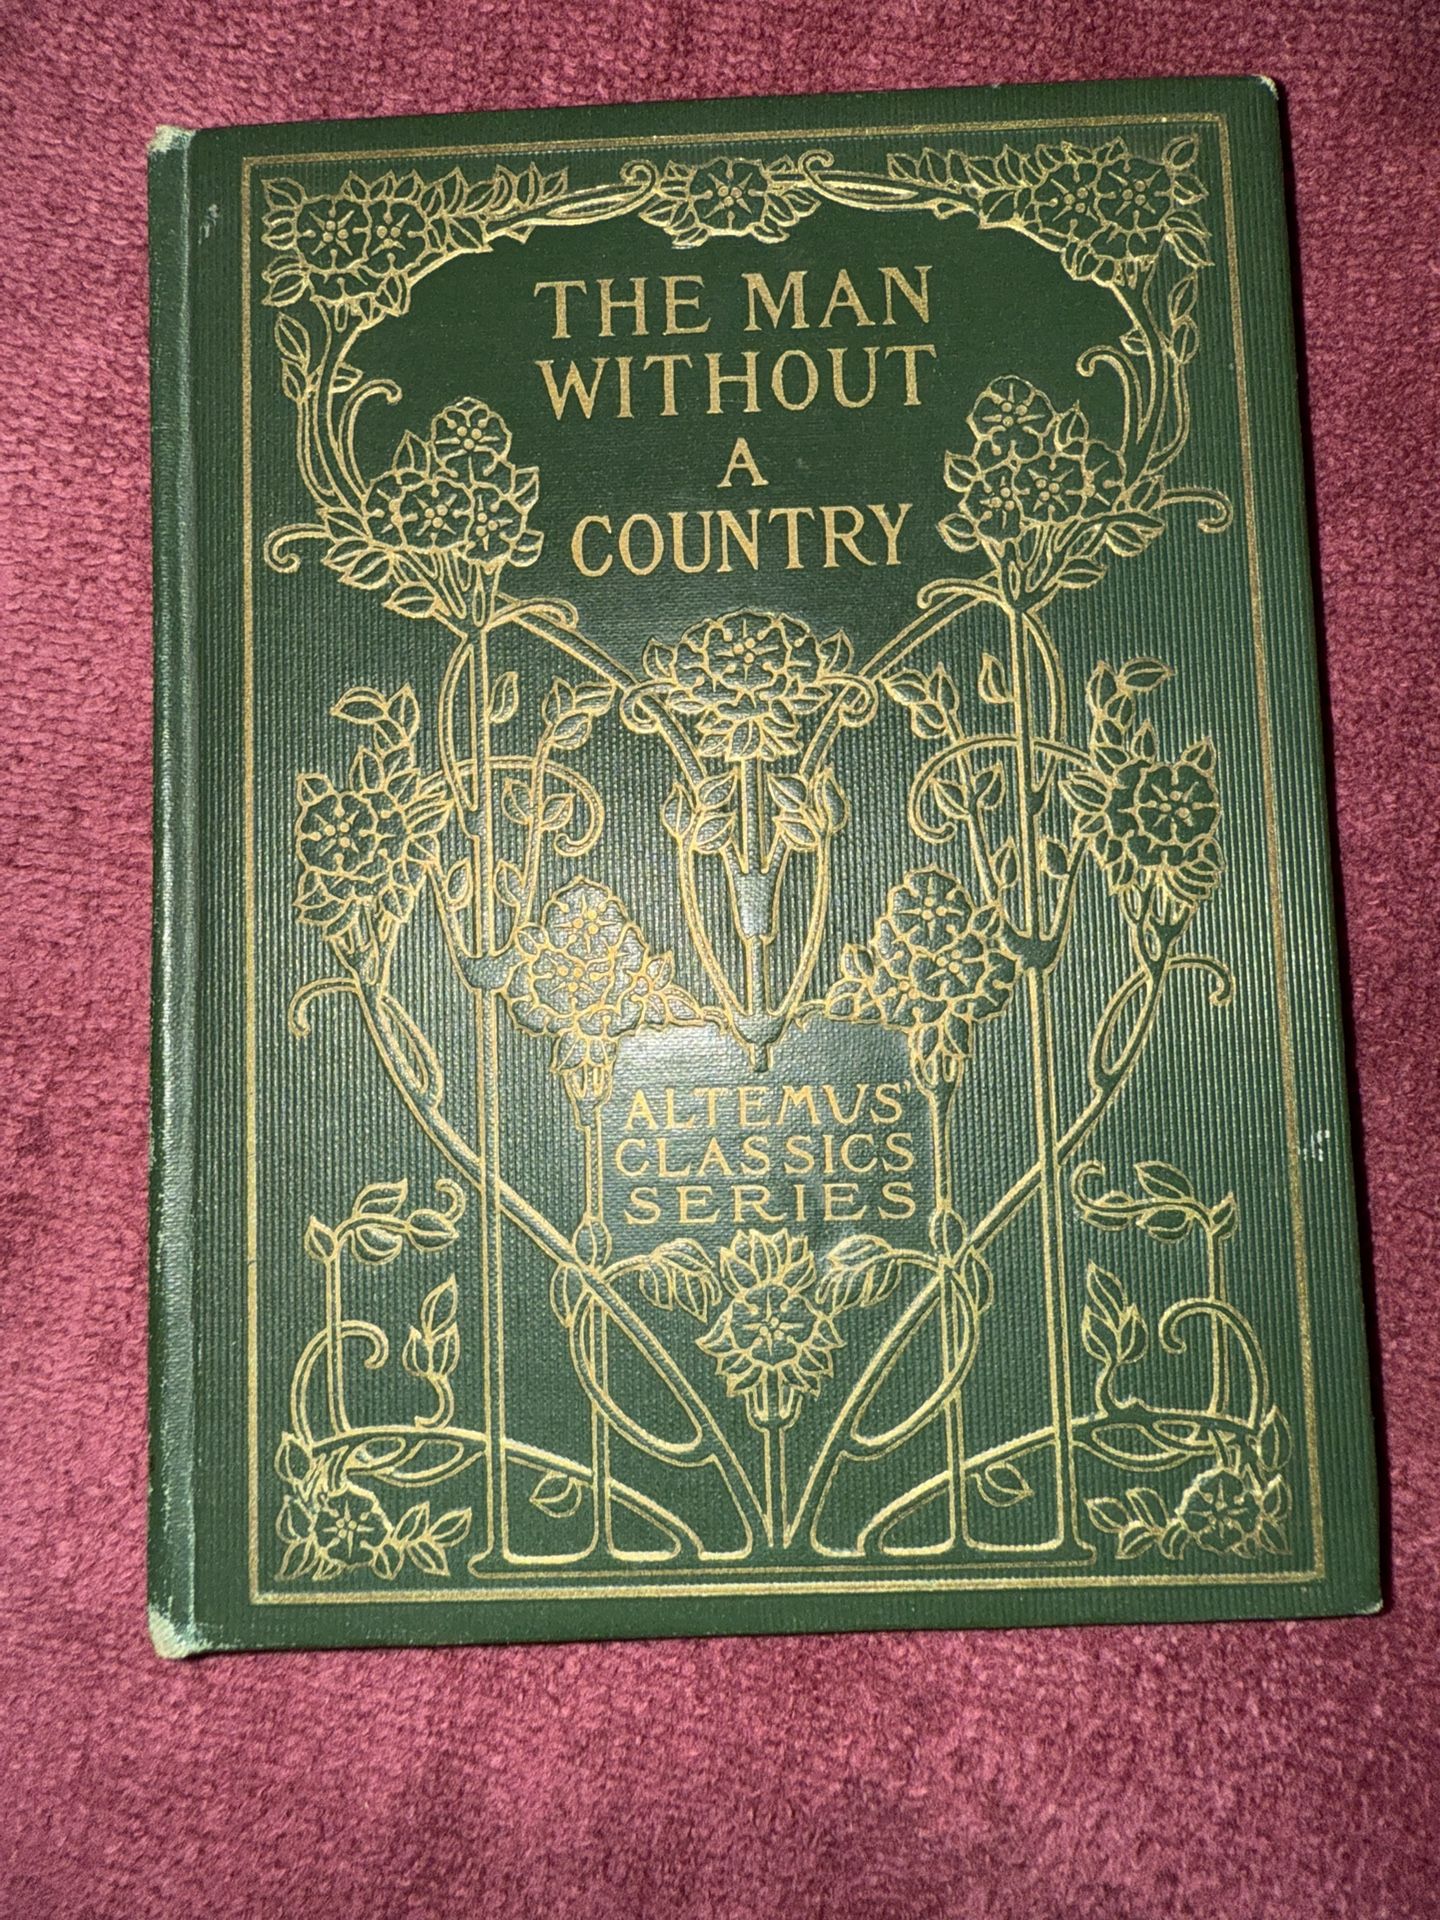 THE MAN
WITHOUT
A
COUNTRY
ALTEMUS'
CLASSICS
SERIES